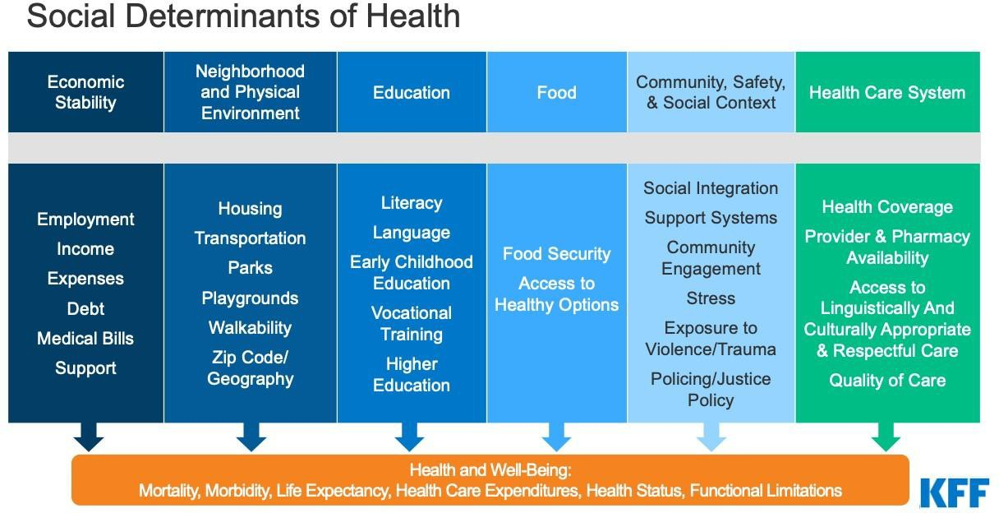 Social Determinants of Health
Economic
Stability
Neighborhood
and Physical
Environment
Education
Food
Community, Safety,
& Social Context
Health Care System
Employment
Income
Expenses
Debt
Medical Bills
Support
Housing
Transportation
Parks
Playgrounds
Walkability
Zip Code/
Geography
Literacy
Language
Early Childhood
Education
Vocational
Training
Higher
Education
Food Security
Access to
Healthy Options
Social Integration
Support Systems
Community
Engagement
Stress
Exposure to
Violence/Trauma
Policing/Justice
Policy
Health Coverage
Provider & Pharmacy
Availability
Access to
Linguistically And
Culturally Appropriate
& Respectful Care
Quality of Care
Health and Well-Being:
Mortality, Morbidity, Life Expectancy, Health Care Expenditures, Health Status, Functional Limitations
KFF